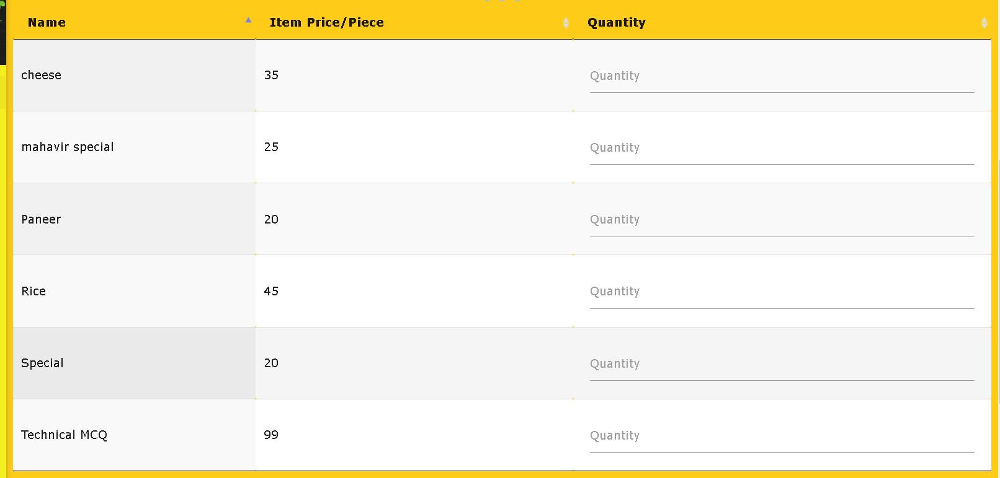 Name Item Price/Piece Quantity
cheese 35 Quantity
mahavir special 25 Quantity
Paneer 20 Quantity
Rice 45 Quantity
Special 20 Quantity
Technical MCQ 99 Quantity